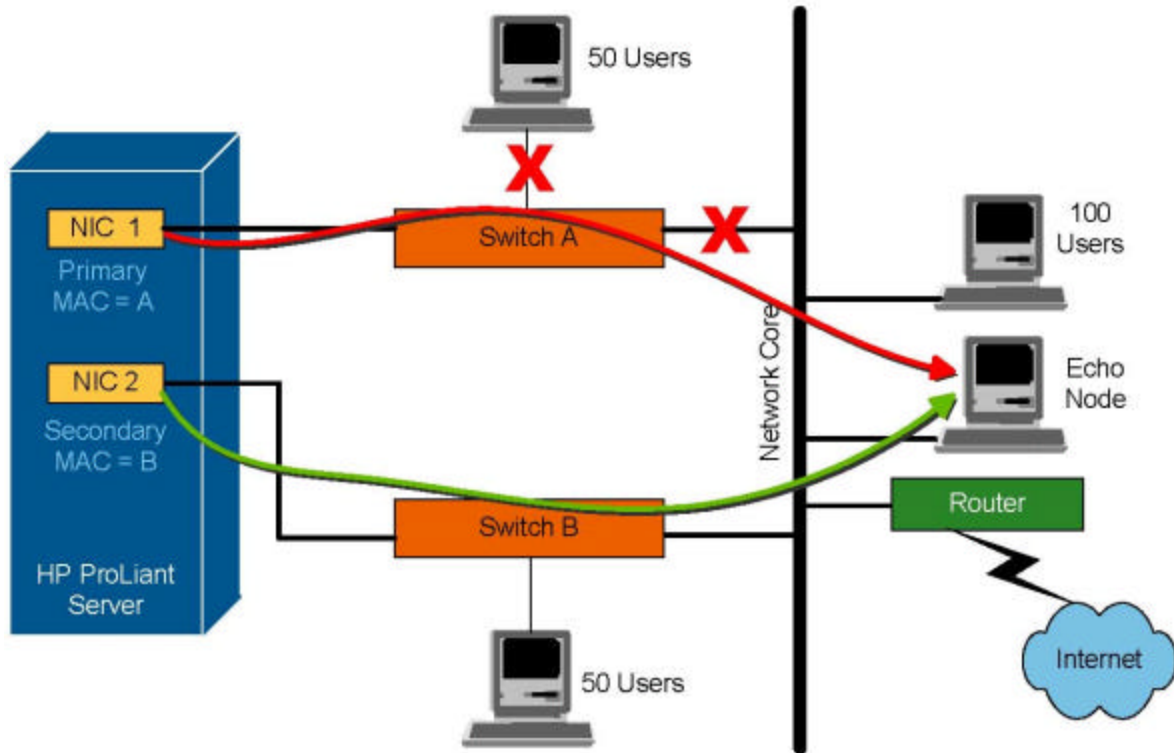 50 Users
NIC 1
Primary
MAC = A
Switch A
100
Users
Network Core
NIC 2
Secondary
MAC = B
Echo
Node
Switch B
Router
HP ProLiant
Server
50 Users
Internet